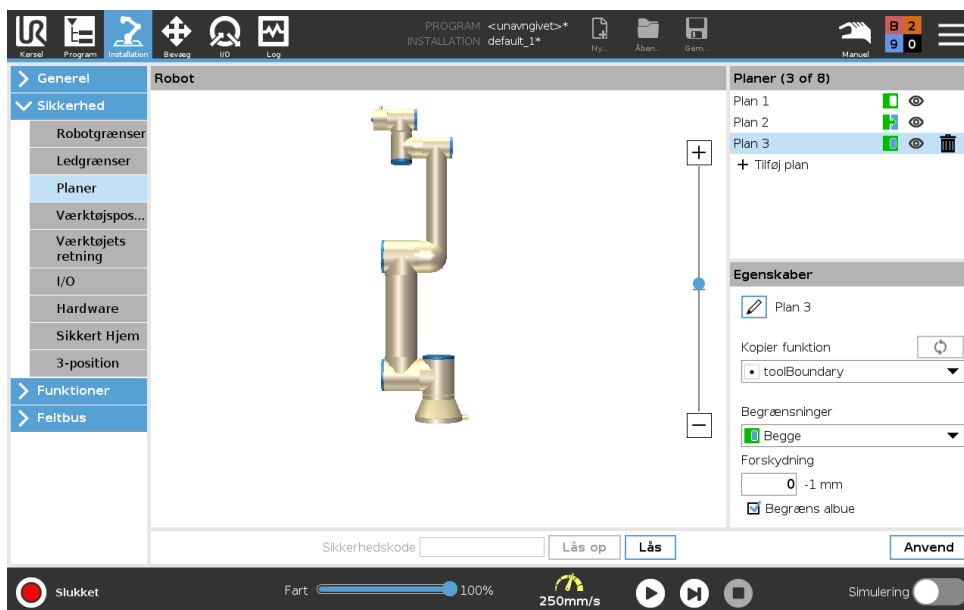 PROGRAM <unavngivet>*
INSTALLATION default_1*
Kørsel
Program
Installation
Bevæg
I/O
Log
Ny...
Åben...
Gem...
Manuel
B 2
9 0
Generel
Sikkerhed
Robotgrænser
Ledgrænser
Planer
Værktøjspos...
Værktøjets
retning
I/O
Hardware
Sikkert Hjem
3-position
Funktioner
Feltbus
Robot
Planer (3 of 8)
Plan 1
Plan 2
Plan 3
+ Tilføj plan
Egenskaber
Plan 3
Kopier funktion
toolBoundary
Begrænsninger
Begge
Forskydning
0 -1 mm
Begræns albue
Sikkerhedskode
Lås op
Lås
Anvend
Slukket
Fart
100%
250mm/s
Simulering